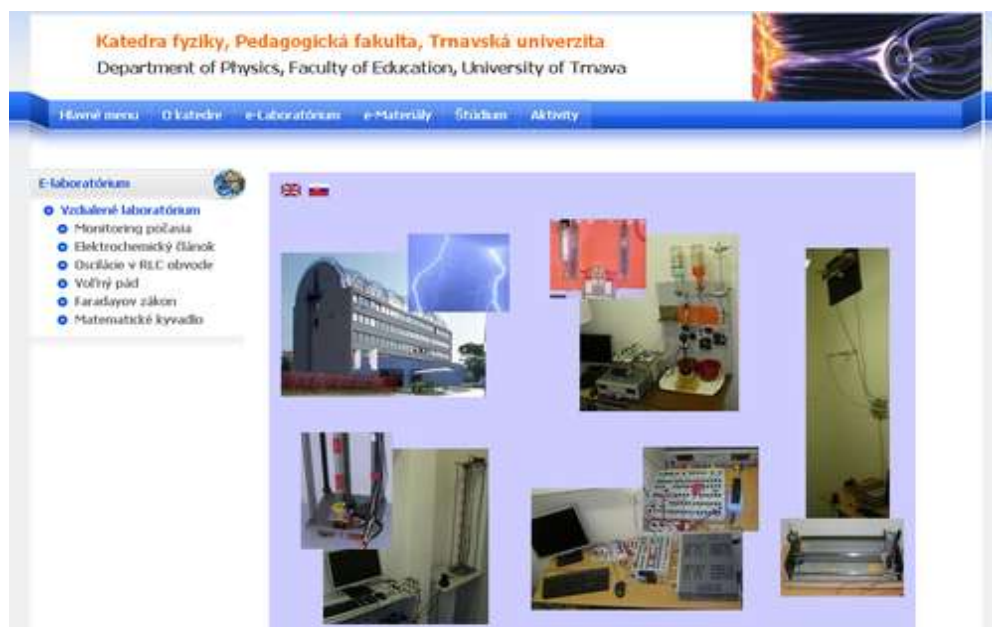 Katedra fyziky, Pedagogická fakulta, Trnavská univerzita
Department of Physics, Faculty of Education, University of Trnava
Hlavné menu O katedre e-Laboratórium e-Materiály Štúdium Aktivity
E-laboratórium
Vzdialené laboratórium
Monitoring počasia
Elektrochemický článok
Oscilácie v RLC obvode
Voľný pád
Faradayov zákon
Matematické kyvadlo